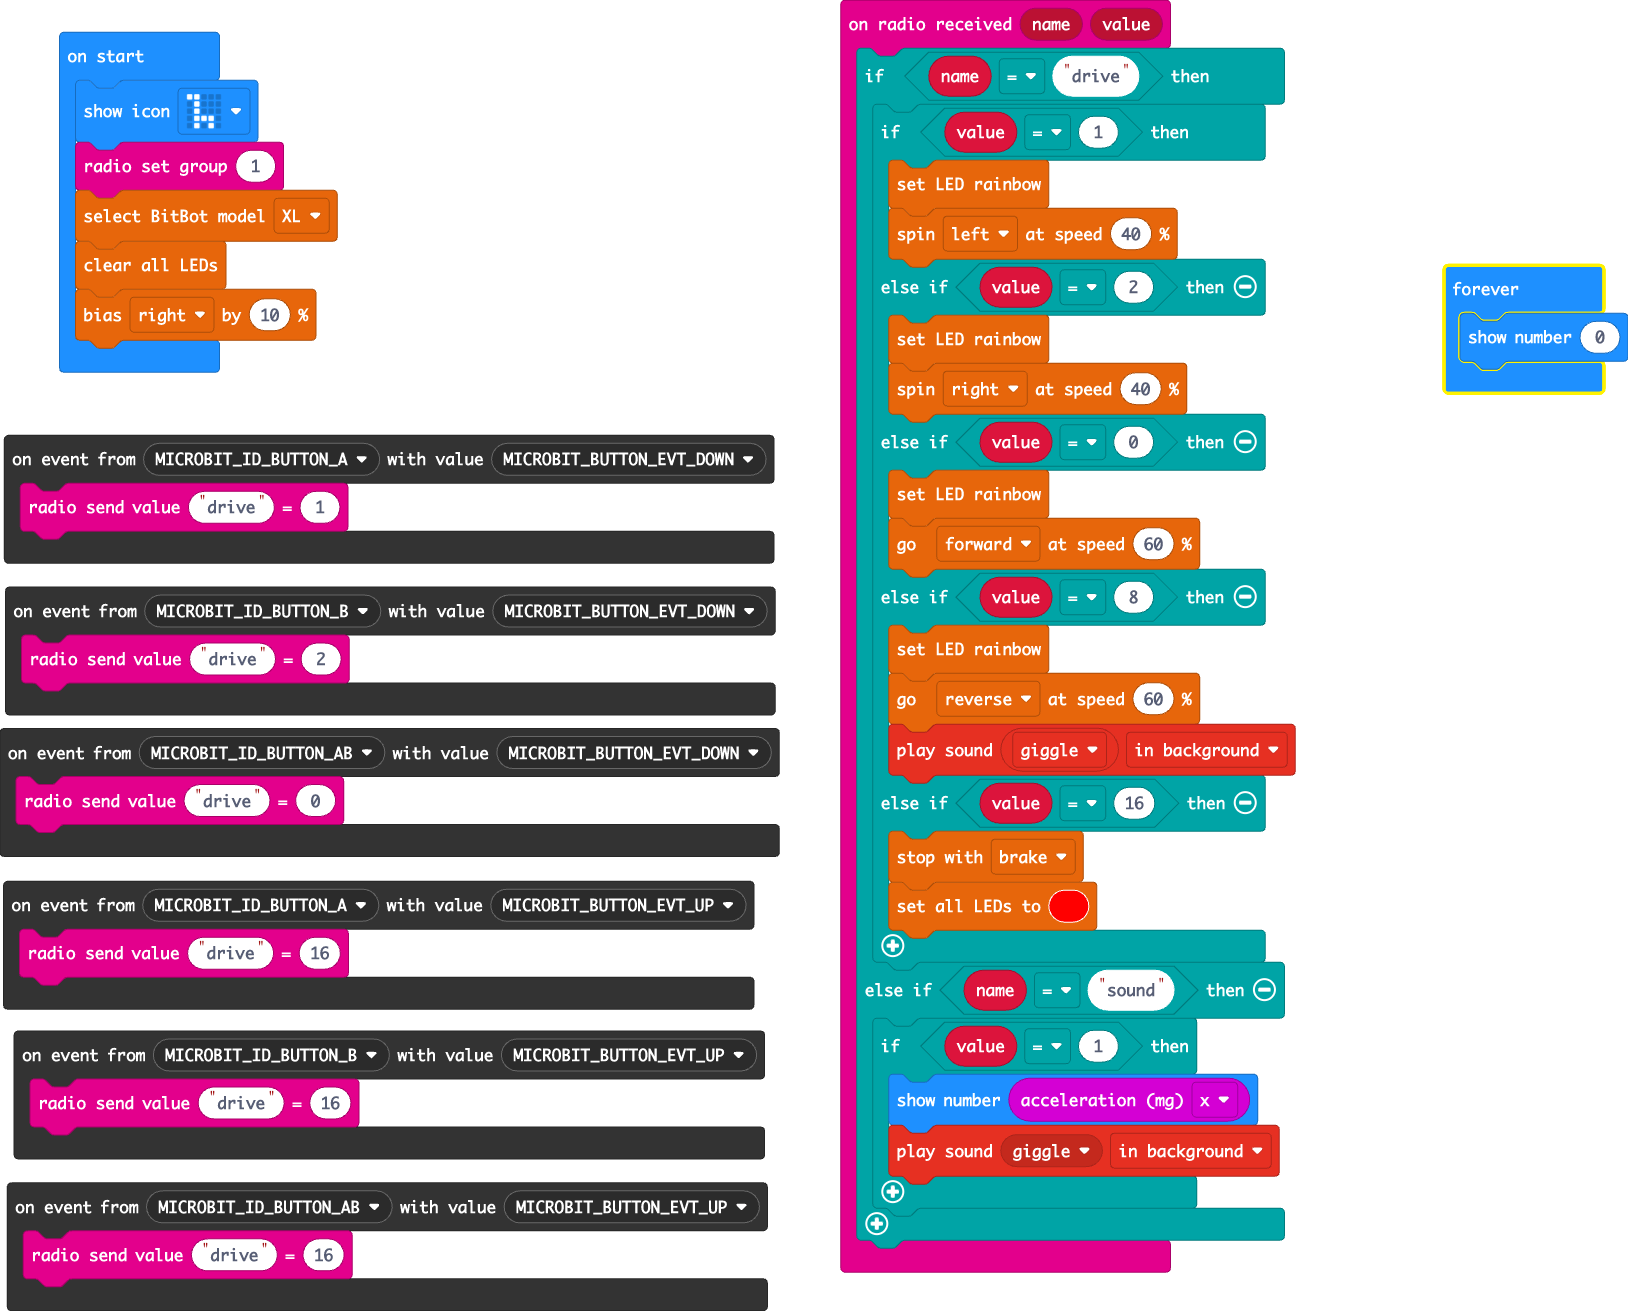 on start
show icon
radio set group 1
select BitBot model XL
clear all LEDs
bias right by 10 %
on event from MICROBIT_ID_BUTTON_A with value MICROBIT_BUTTON_EVT_DOWN
radio send value "drive" = 1
on event from MICROBIT_ID_BUTTON_B with value MICROBIT_BUTTON_EVT_DOWN
radio send value "drive" = 2
on event from MICROBIT_ID_BUTTON_AB with value MICROBIT_BUTTON_EVT_DOWN
radio send value "drive" = 0
on event from MICROBIT_ID_BUTTON_A with value MICROBIT_BUTTON_EVT_UP
radio send value "drive" = 16
on event from MICROBIT_ID_BUTTON_B with value MICROBIT_BUTTON_EVT_UP
radio send value "drive" = 16
on event from MICROBIT_ID_BUTTON_AB with value MICROBIT_BUTTON_EVT_UP
radio send value "drive" = 16
on radio received name value
if name = "drive" then
if value = 1 then
set LED rainbow
spin left at speed 40 %
else if value = 2 then
set LED rainbow
spin right at speed 40 %
else if value = 0 then
set LED rainbow
go forward at speed 60 %
else if value = 8 then
set LED rainbow
go reverse at speed 60 %
play sound giggle in background
else if value = 16 then
stop with brake
set all LEDs to
else if name = "sound" then
if value = 1 then
show number acceleration (mg) x
play sound giggle in background
forever
show number 0